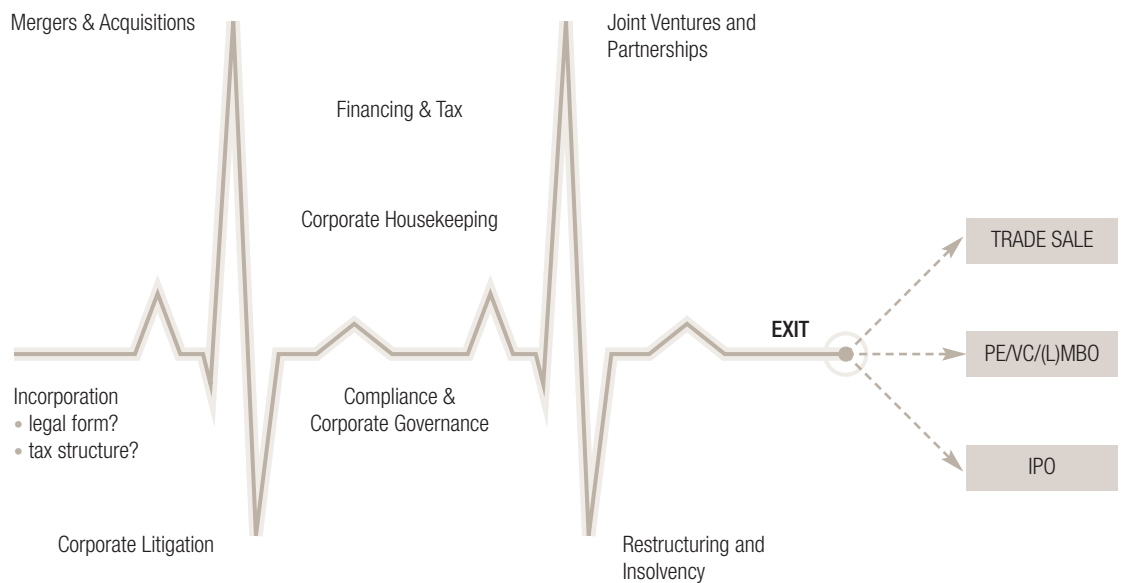 Mergers & Acquisitions
Joint Ventures and
Partnerships
Financing & Tax
Corporate Housekeeping
TRADE SALE
EXIT
PE/VC/(L)MBO
Incorporation
• legal form?
• tax structure?
Compliance &
Corporate Governance
IPO
Corporate Litigation
Restructuring and
Insolvency